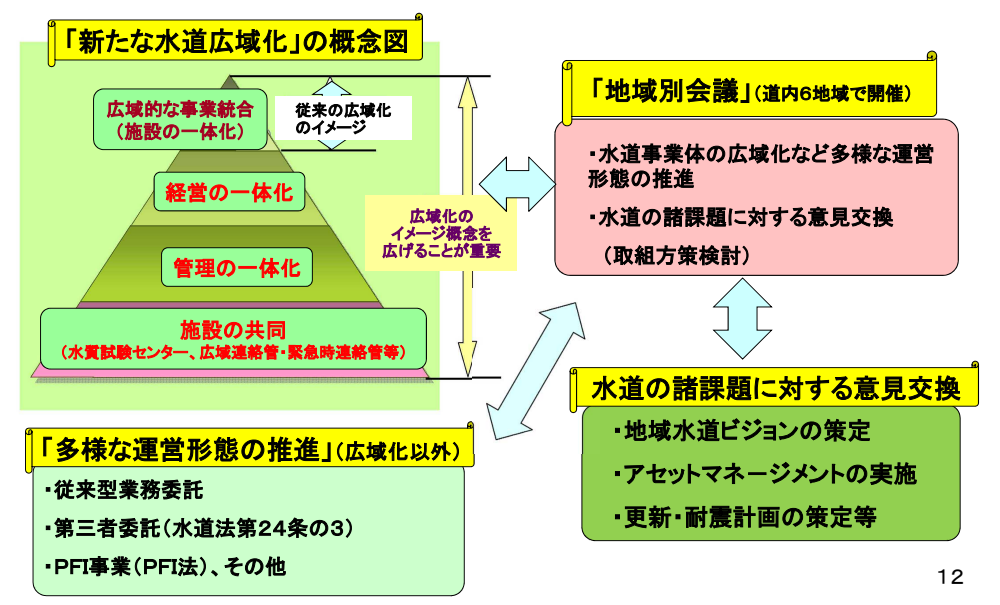 「新たな水道広域化」の概念図
広域的な事業統合
（施設の一体化）
従来の広域化
のイメージ
経営の一体化
管理の一体化
施設の共同
（水質試験センター、広域連絡管・緊急時連絡管等）
広域化の
イメージ概念を
広げることが重要
「地域別会議」（道内６地域で開催）
・水道事業体の広域化など多様な運営
形態の推進
・水道の諸課題に対する意見交換
（取組方策検討）
水道の諸課題に対する意見交換
・地域水道ビジョンの策定
・アセットマネージメントの実施
・更新・耐震計画の策定等
「多様な運営形態の推進」（広域化以外）
・従来型業務委託
・第三者委託（水道法第２４条の３）
・ＰＦＩ事業（ＰＦＩ法）、その他
１２